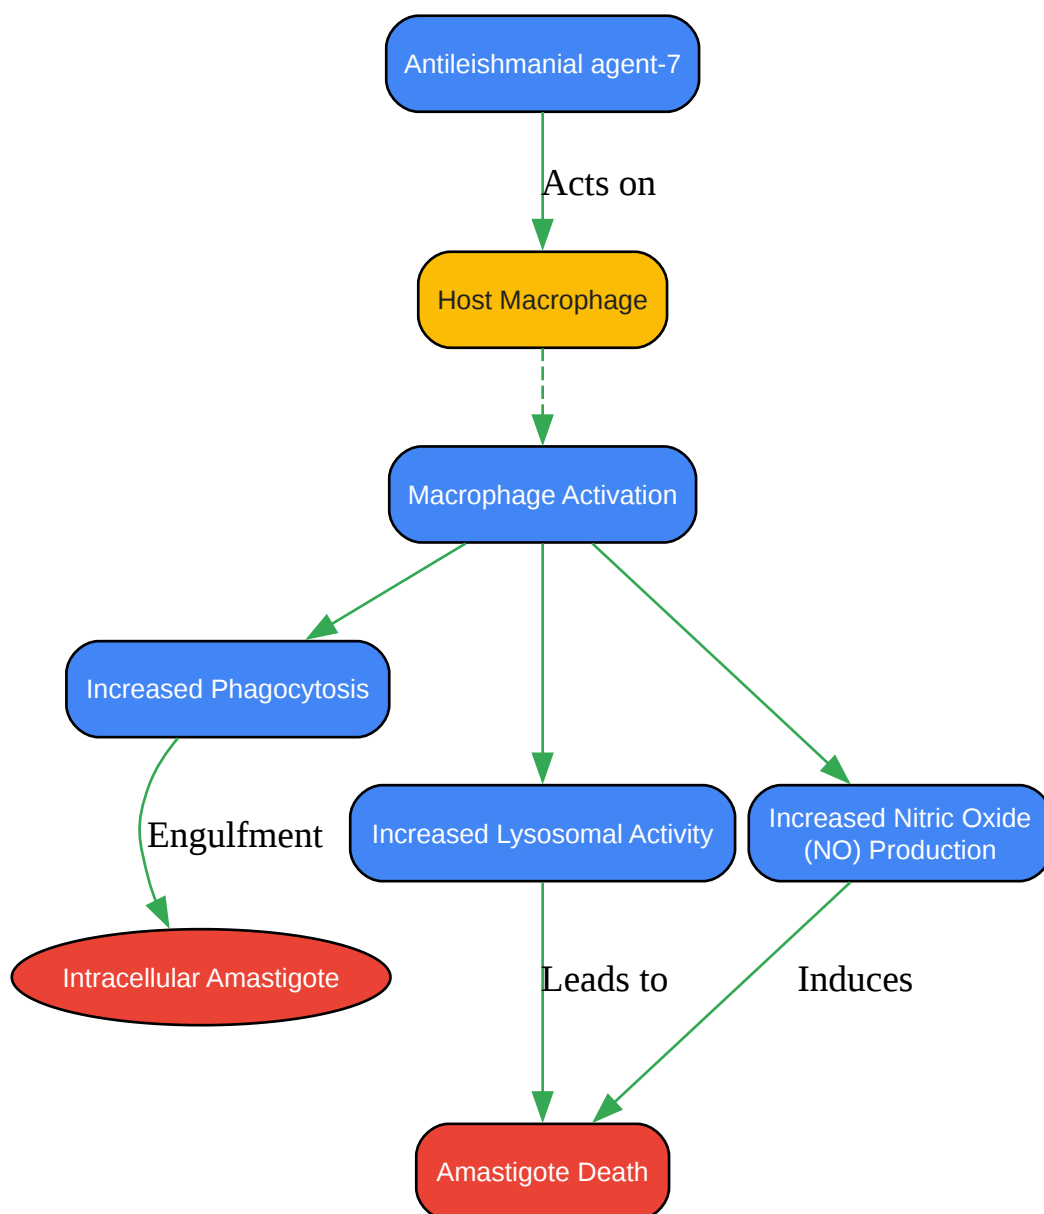 Antileishmanial agent-7
Acts on
Host Macrophage
Macrophage Activation
Increased Phagocytosis
Engulfment
Increased Lysosomal Activity
Increased Nitric Oxide
(NO) Production
Intracellular Amastigote
Leads to
Induces
Amastigote Death